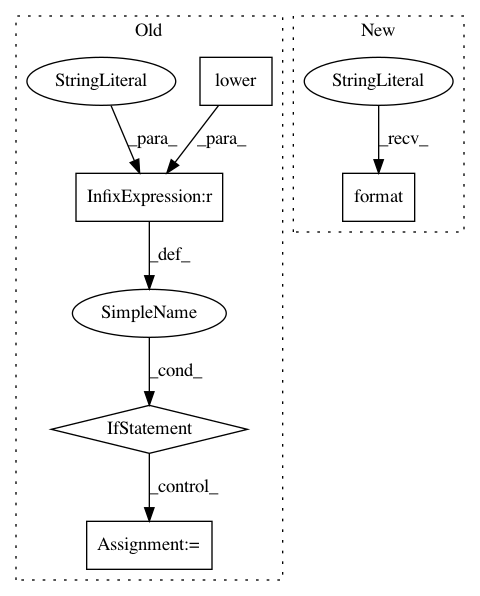 Old
New
StringLiteral
lower
StringLiteral
_para_
_para_
_recv_
InfixExpression:r
format
_def_
SimpleName
_cond_
IfStatement
_control_
Assignment:=